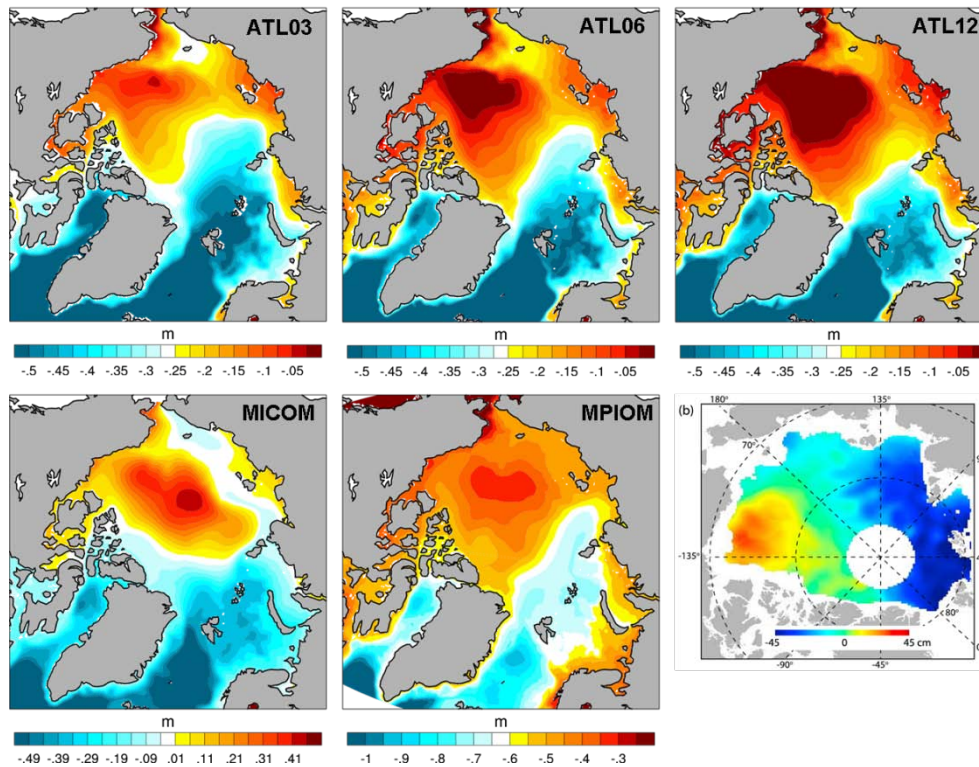 ATL03
ATL06
ATL12
m
-.5 -.45 -.4 -.35 -.3 -.25 -.2 -.15 -.1 -.05
m
-.5 -.45 -.4 -.35 -.3 -.25 -.2 -.15 -.1 -.05
m
-.5 -.45 -.4 -.35 -.3 -.25 -.2 -.15 -.1 -.05
MICOM
MPIOM
(b)
180°
135°
70°
-135°
80°
-45 0 45 cm
-90°
-45°
m
-.49 -.39 -.29 -.19 -.09 .01 .11 .21 .31 .41
m
-1 -.9 -.8 -.7 -.6 -.5 -.4 -.3